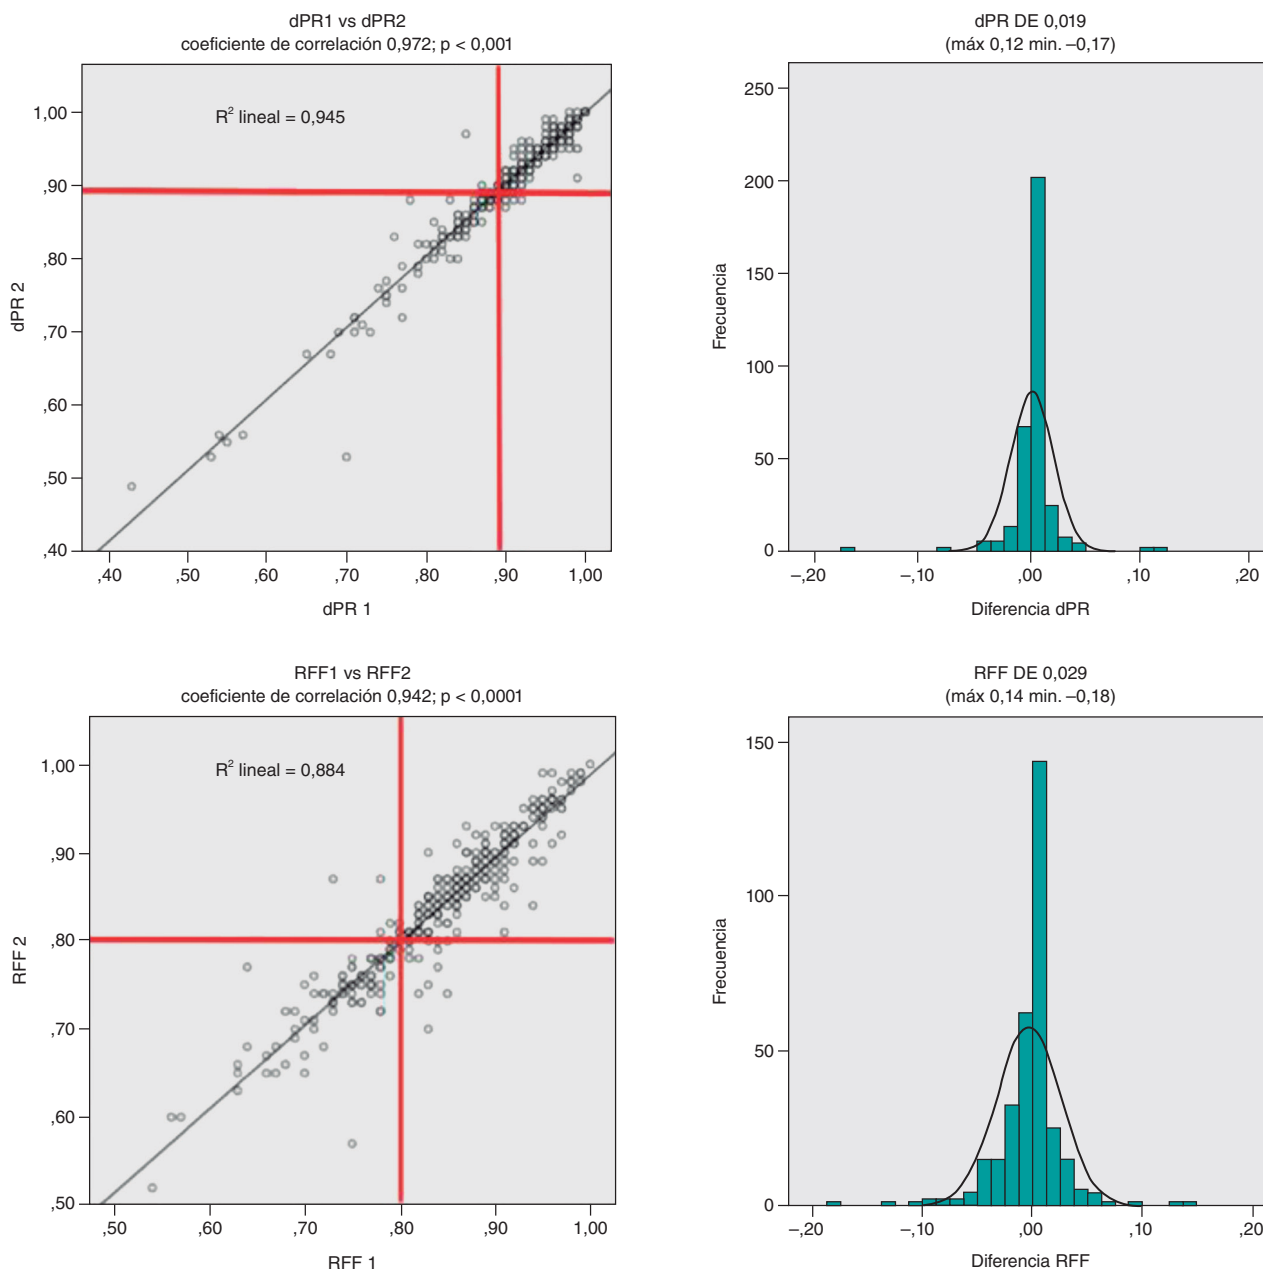 dPR1 vs dPR2
coeficiente de correlación 0,972; p < 0,001
R² lineal = 0,945
1,00
,90
,80
,70
,60
,50
,40
dPR 2
,40 ,50 ,60 ,70 ,80 ,90 1,00
dPR 1
dPR DE 0,019
(máx 0,12 min. –0,17)
250
200
150
100
50
0
Frecuencia
–,20 –,10 ,00 ,10 ,20
Diferencia dPR
RFF1 vs RFF2
coeficiente de correlación 0,942; p < 0,0001
R² lineal = 0,884
1,00
,90
,80
,70
,60
,50
RFF 2
,50 ,60 ,70 ,80 ,90 1,00
RFF 1
RFF DE 0,029
(máx 0,14 min. –0,18)
150
100
50
0
Frecuencia
–,20 –,10 ,00 ,10 ,20
Diferencia RFF